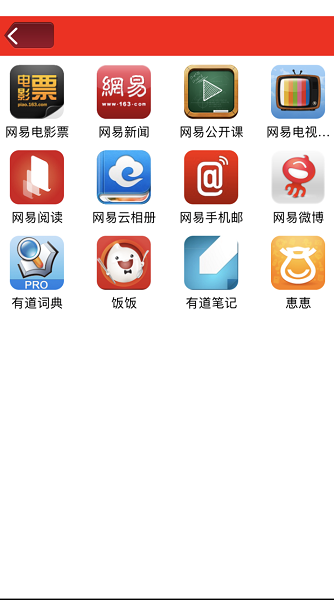 电影票
piao.163.com
網易
www·163·com
网易电影票
网易新闻
网易公开课
网易电视...
网易阅读
网易云相册
网易手机邮
网易微博
PRO
有道词典
饭饭
有道笔记
惠惠